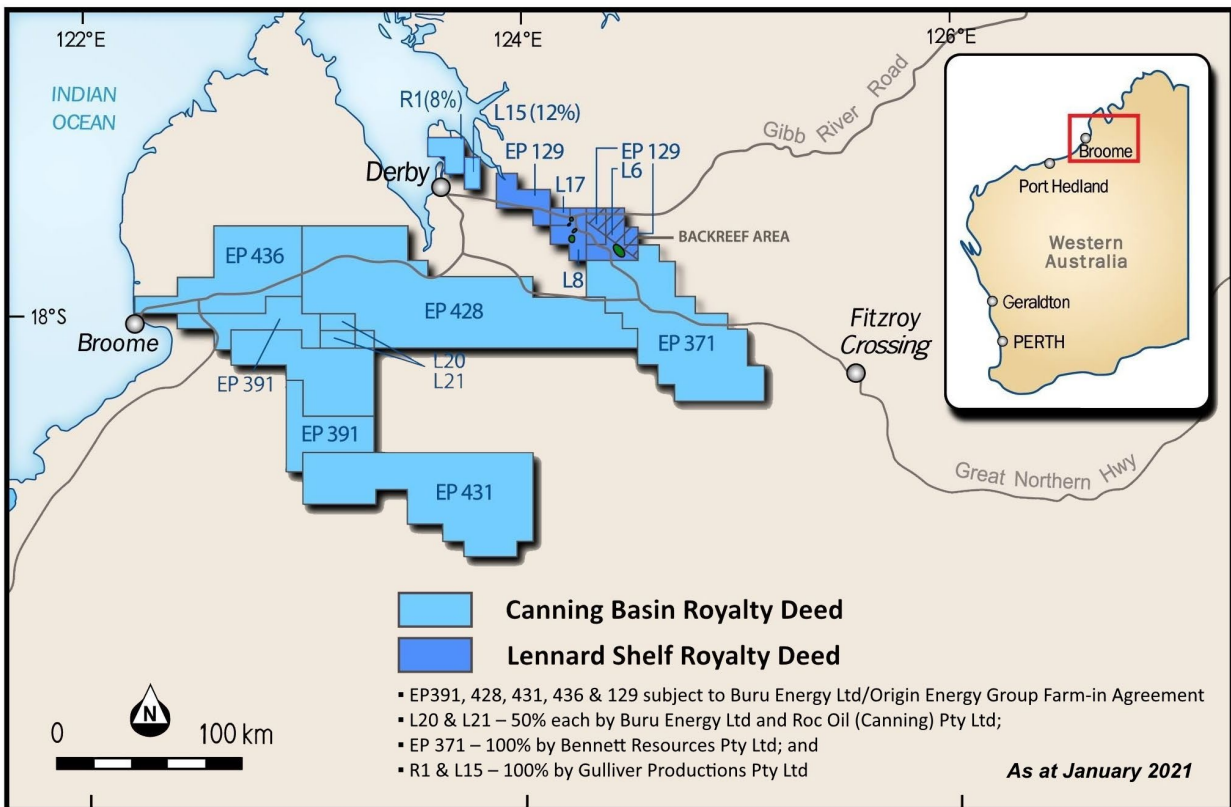 122°E
124°E
126°E
INDIAN
OCEAN
R1(8%)
L15 (12%)
EP 129
EP 129
L6
L17
Derby
Gibb River Road
BACKREEF AREA
L8
EP 436
EP 428
18°S
Broome
EP 391
L20
L21
EP 371
Fitzroy
Crossing
EP 391
EP 431
Great Northern Hwy
Broome
Port Hedland
Western
Australia
Geraldton
PERTH
Canning Basin Royalty Deed
Lennard Shelf Royalty Deed
▪ EP391, 428, 431, 436 & 129 subject to Buru Energy Ltd/Origin Energy Group Farm-in Agreement
▪ L20 & L21 – 50% each by Buru Energy Ltd and Roc Oil (Canning) Pty Ltd;
▪ EP 371 – 100% by Bennett Resources Pty Ltd; and
▪ R1 & L15 – 100% by Gulliver Productions Pty Ltd
As at January 2021
N
0 100 km